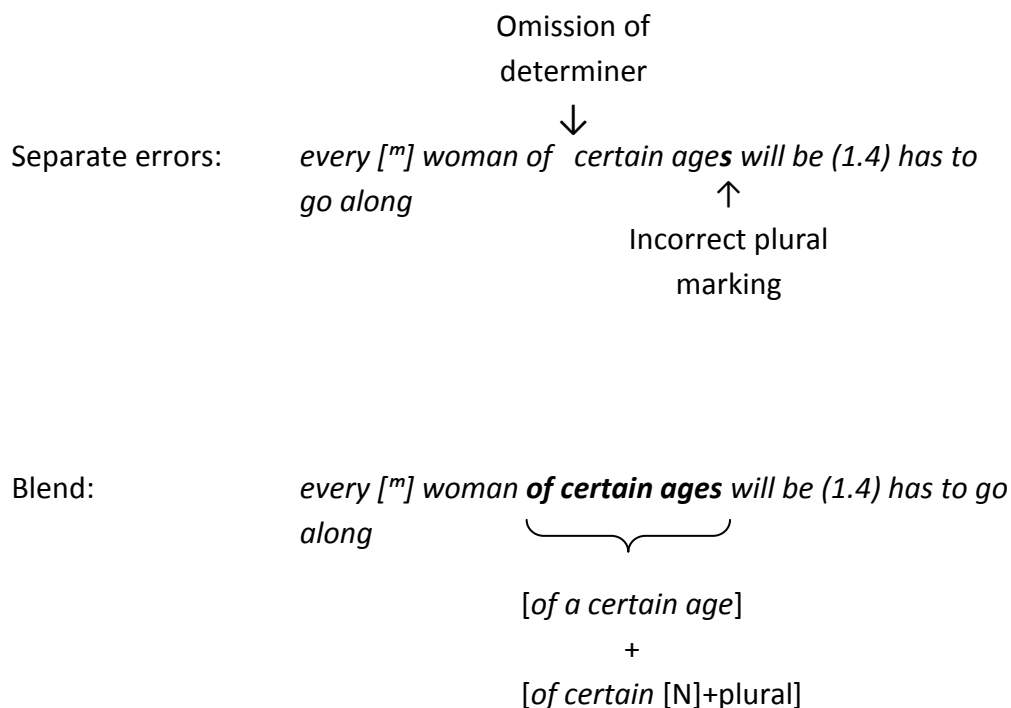 Omission of
determiner
↓
Separate errors: every [ᵐ] woman of certain ages will be (1.4) has to
go along
↑
Incorrect plural
marking
Blend: every [ᵐ] woman of certain ages will be (1.4) has to go
along
[of a certain age]
+
[of certain [N]+plural]